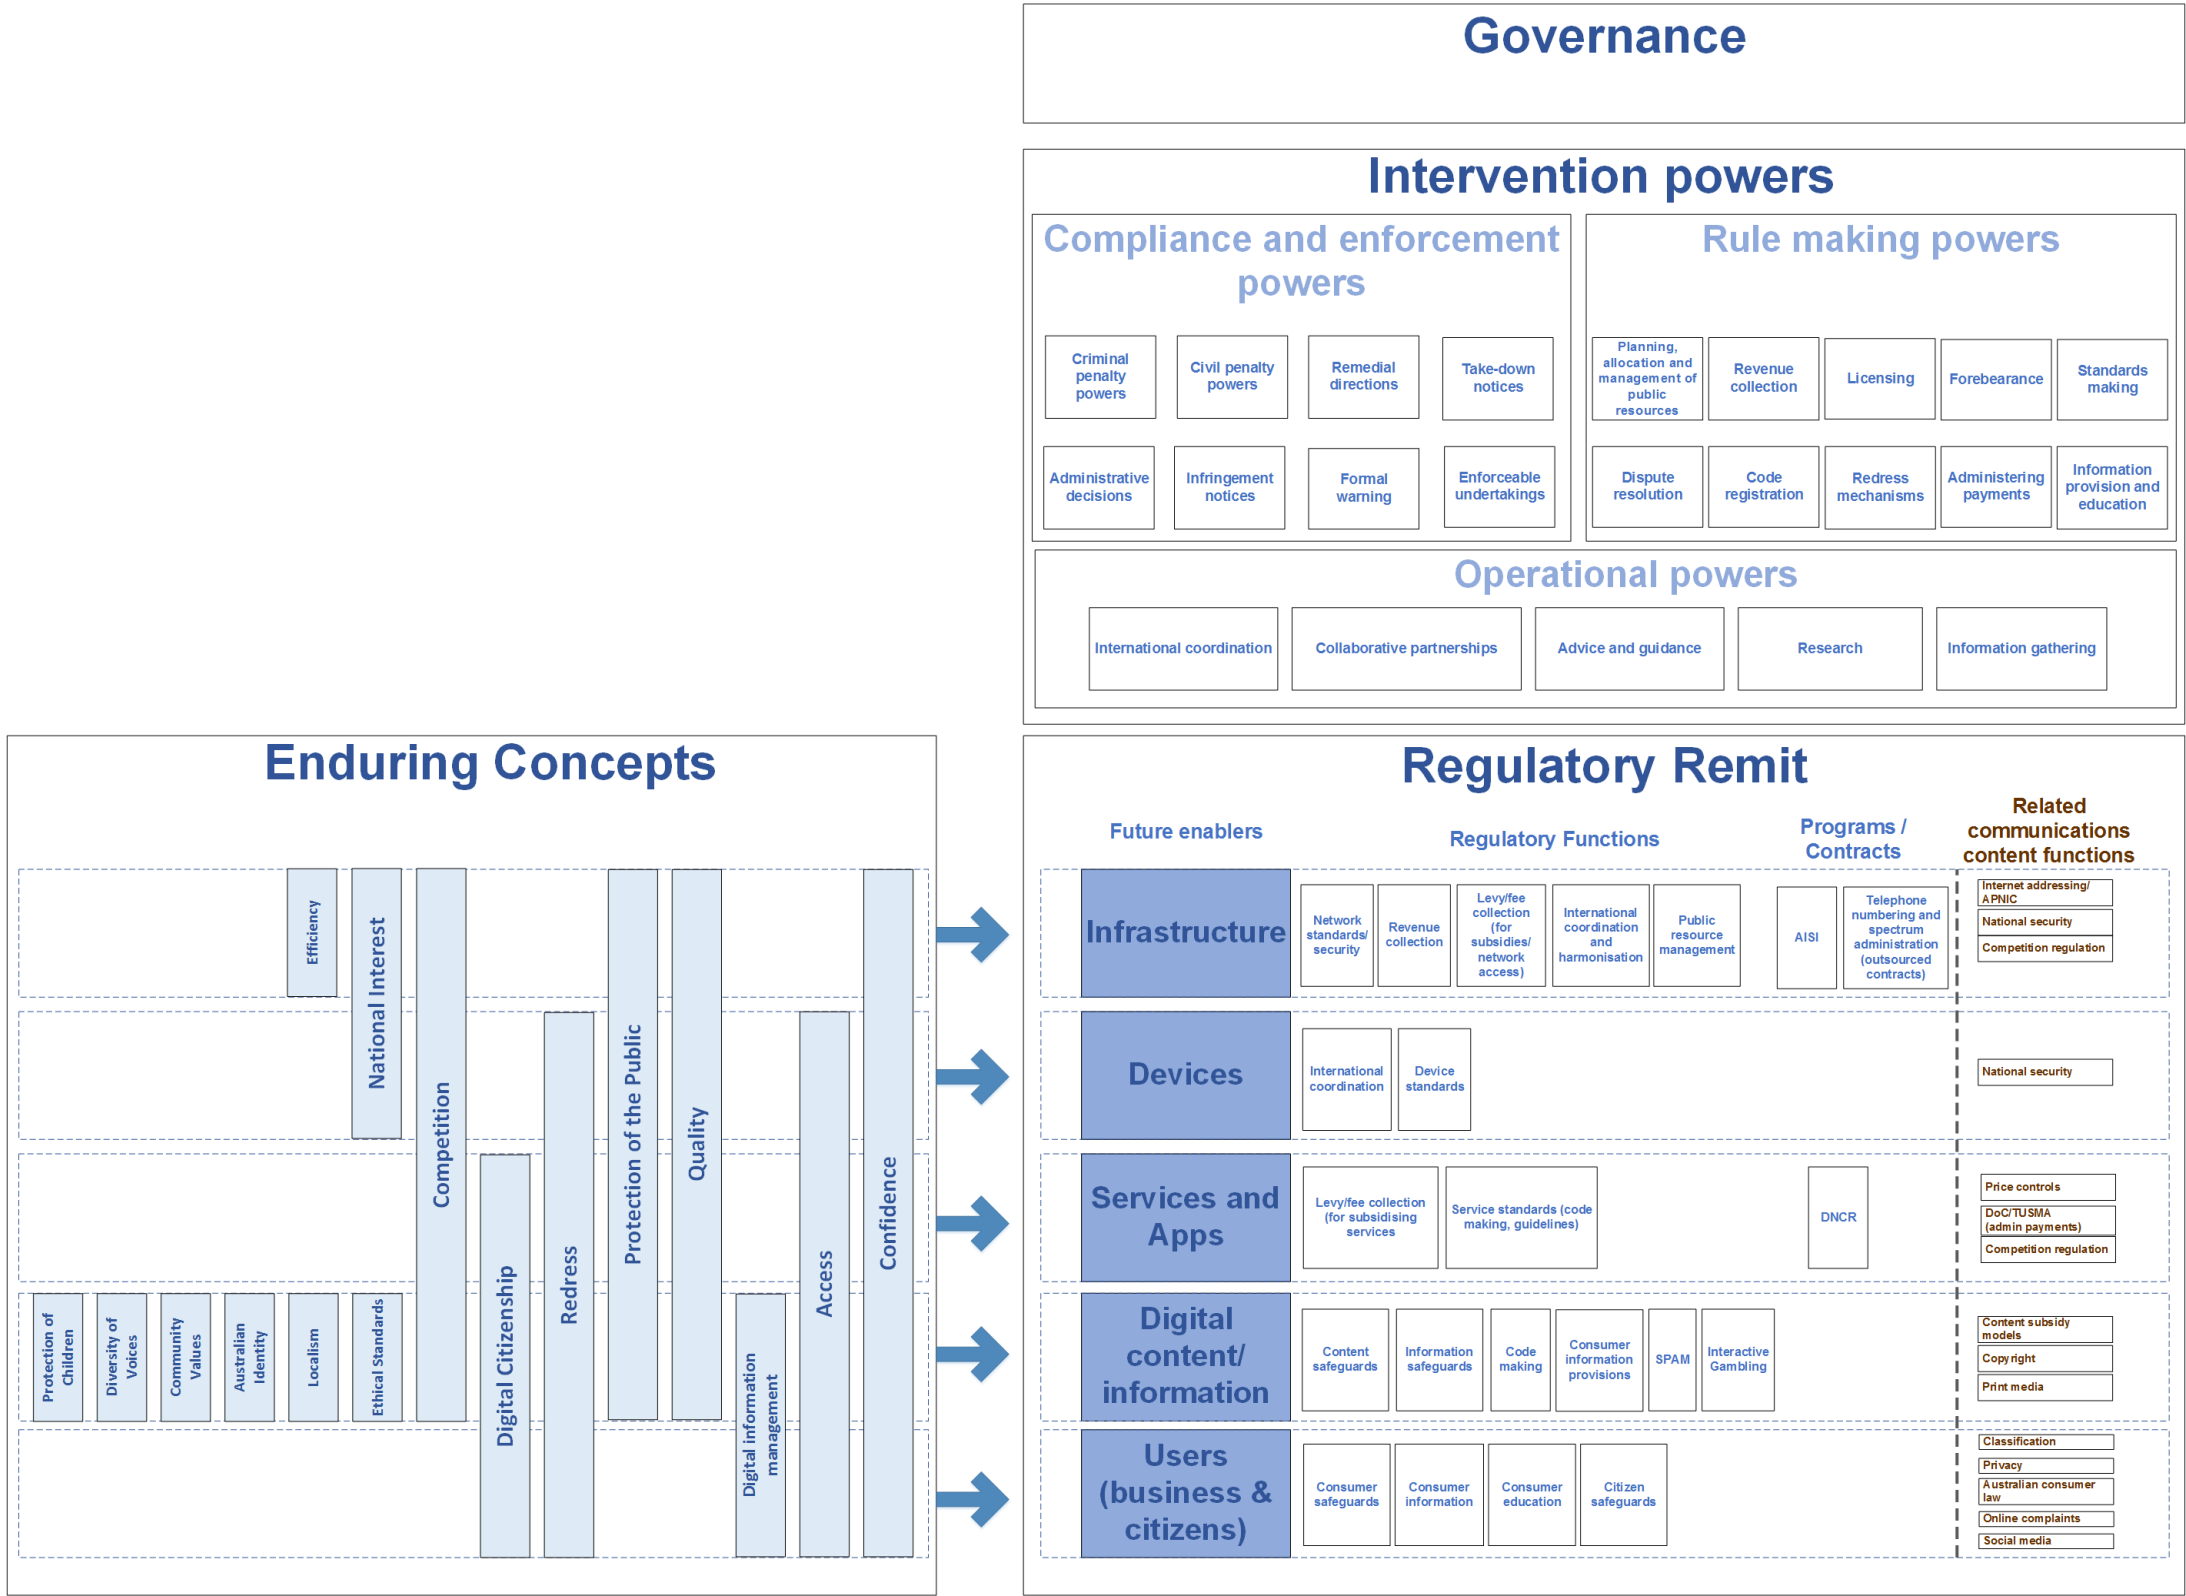 Governance
Intervention powers
Compliance and enforcement
powers
Criminal
penalty
powers
Civil penalty
powers
Remedial
directions
Take-down
notices
Administrative
decisions
Infringement
notices
Formal
warning
Enforceable
undertakings
Rule making powers
Planning,
allocation and
management of
public
resources
Revenue
collection
Licensing
Forebearance
Standards
making
Dispute
resolution
Code
registration
Redress
mechanisms
Administering
payments
Information
provision and
education
Operational powers
International coordination
Collaborative partnerships
Advice and guidance
Research
Information gathering
Enduring Concepts
Efficiency
National Interest
Competition
Protection of the Public
Quality
Confidence
Redress
Access
Digital Citizenship
Protection of
Children
Diversity of
Voices
Community
Values
Australian
Identity
Localism
Ethical Standards
Digital information
management
Regulatory Remit
Future enablers
Regulatory Functions
Programs /
Contracts
Related
communications
content functions
Infrastructure
Network
standards/
security
Revenue
collection
Levy/fee
collection
(for
subsidies/
network
access)
International
coordination
and
harmonisation
Public
resource
management
AISI
Telephone
numbering and
spectrum
administration
(outsourced
contracts)
Internet addressing/
APNIC
National security
Competition regulation
Devices
International
coordination
Device
standards
National security
Services and
Apps
Levy/fee collection
(for subsidising
services
Service standards (code
making, guidelines)
DNCR
Price controls
DoC/TUSMA
(admin payments)
Competition regulation
Digital
content/
information
Content
safeguards
Information
safeguards
Code
making
Consumer
information
provisions
SPAM
Interactive
Gambling
Content subsidy
models
Copyright
Print media
Users
(business &
citizens)
Consumer
safeguards
Consumer
information
Consumer
education
Citizen
safeguards
Classification
Privacy
Australian consumer
law
Online complaints
Social media